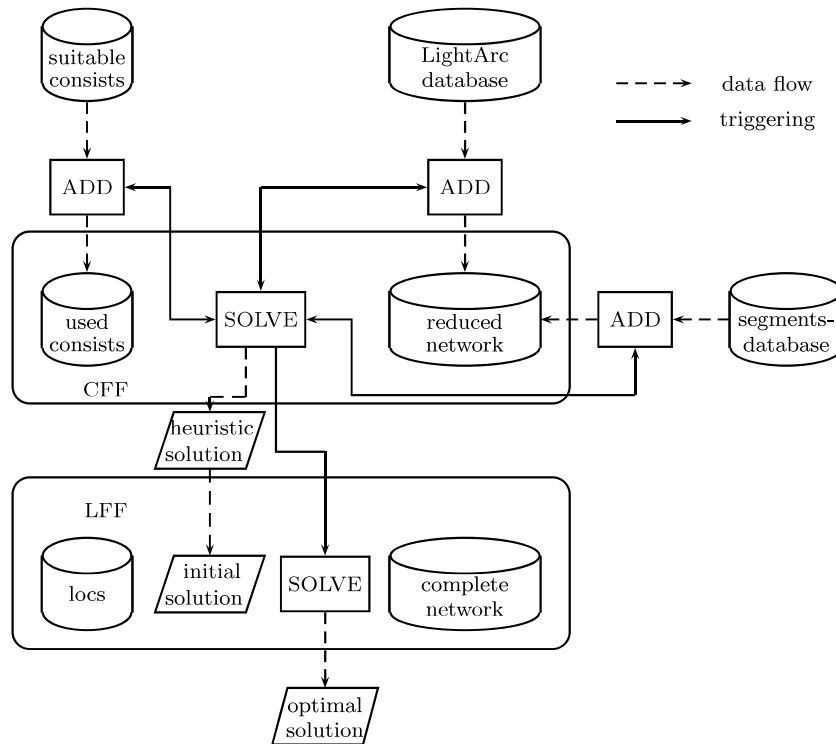 suitable
consists
LightArc
database
data flow
triggering
ADD
ADD
used
consists
SOLVE
reduced
network
ADD
segments-
database
CFF
heuristic
solution
LFF
locs
initial
solution
SOLVE
complete
network
optimal
solution